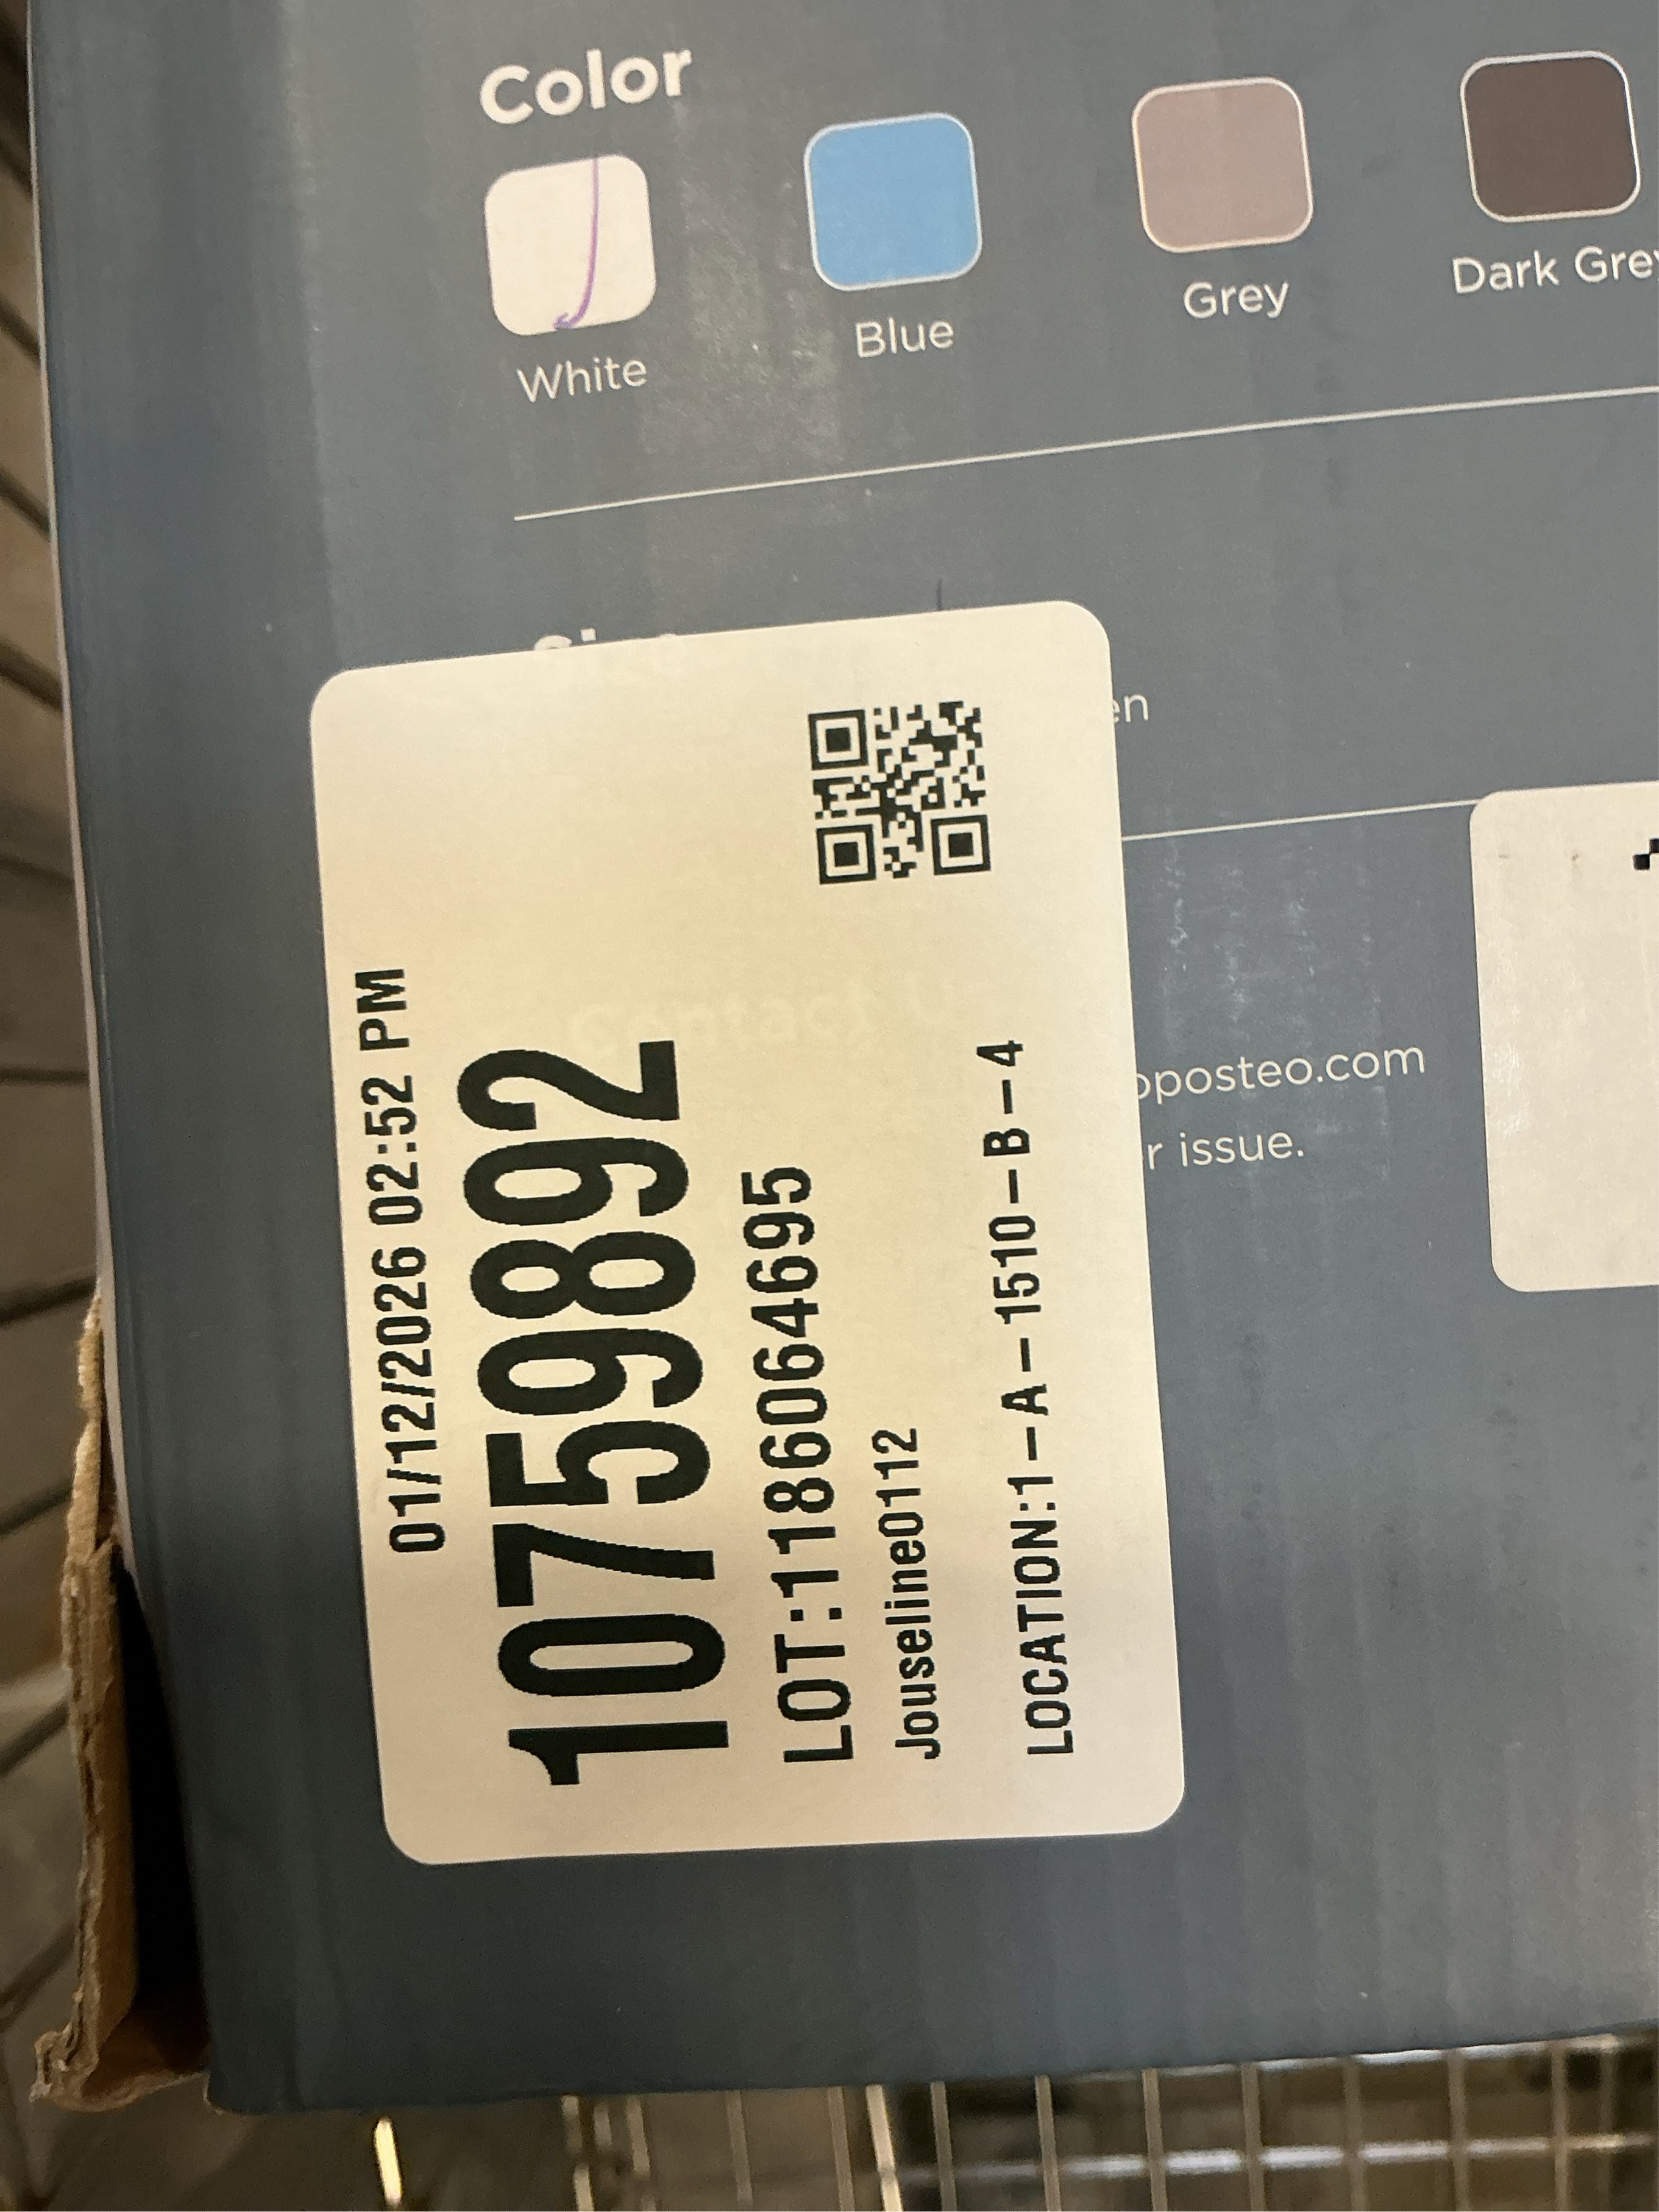 Color
White
Blue
Grey
Dark Grey
01/12/2026 02:52 PM
10759892
LOT:1186064695
Jouseline0112
LOCATION:1-A-1510-B-4
oposteo.com
r issue.